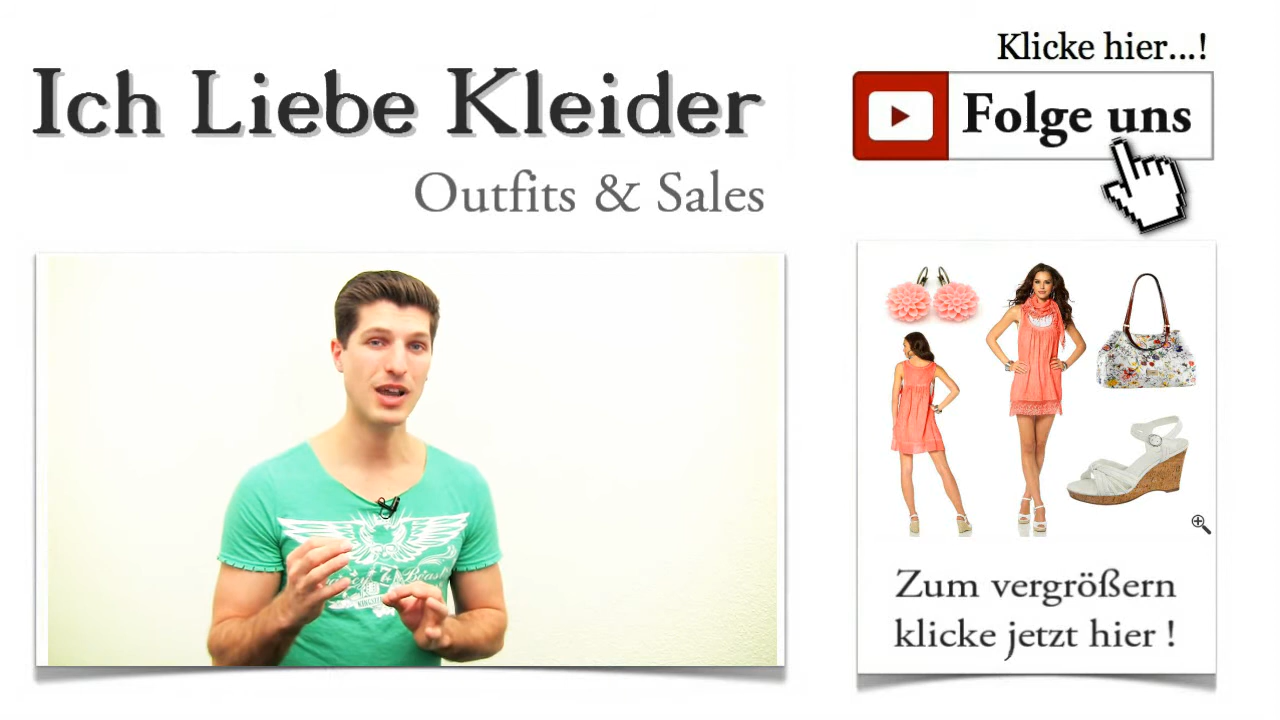 Ich Liebe Kleider
Outfits & Sales
Klicke hier...!
Folge uns
Zum vergrößern
klicke jetzt hier !